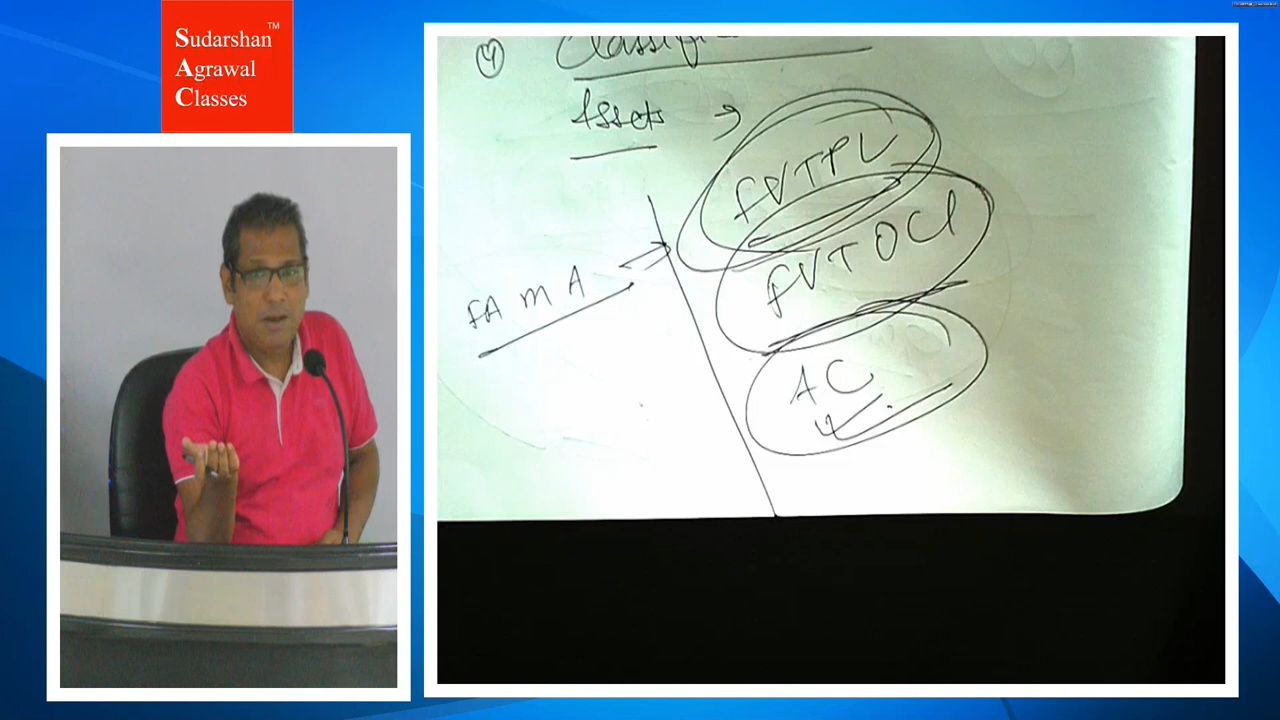 Sudarshan™
Agrawal
Classes
(4)
Assets →
FVTPL
FVTOCI
FA M A
AC